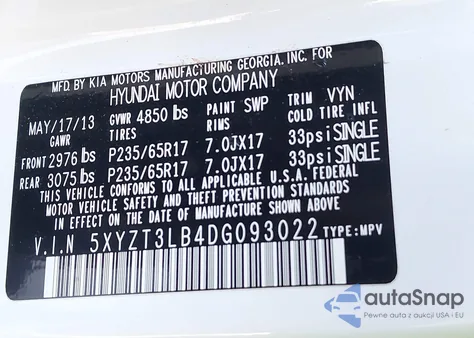 MFD. BY KIA MOTORS MANUFACTURING GEORGIA. INC. FOR
HYUNDAI MOTOR COMPANY
MAY/17/13 GVWR 4850 lbs PAINT SWP TRIM VYN
GAWR TIRES RIMS COLD TIRE INFL
FRONT 2976 lbs P235/65R17 7.0JX17 33psi SINGLE
REAR 3075 lbs P235/65R17 7.0JX17 33psi SINGLE
THIS VEHICLE CONFORMS TO ALL APPLICABLE U.S.A. FEDERAL
MOTOR VEHICLE SAFETY AND THEFT PREVENTION STANDARDS
IN EFFECT ON THE DATE OF MANUFACTURE SHOWN ABOVE.
V.I.N 5XYZT3LB4DG093022 TYPE:MPV
autoSnap
Pewne auta z aukcji USA i EU